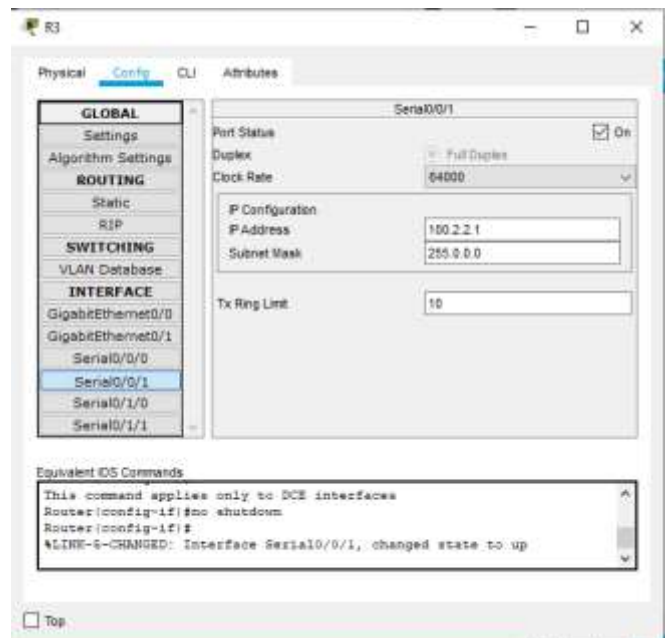 R3
Physical Config CLI Attributes
GLOBAL
Settings
Algorithm Settings
ROUTING
Static
RIP
SWITCHING
VLAN Database
INTERFACE
GigabitEthernet0/0
GigabitEthernet0/1
Serial0/0/0
Serial0/0/1
Serial0/1/0
Serial0/1/1
Serial0/0/1
Port Status On
Duplex Full Duplex
Clock Rate 64000
IP Configuration
IP Address 100.2.2.1
Subnet Mask 255.0.0.0
Tx Ring Limit 10
Equivalent IOS Commands
This command applies only to DCE interfaces
Router(config-if)#no shutdown
Router(config-if)#
%LINK-5-CHANGED: Interface Serial0/0/1, changed state to up
Top